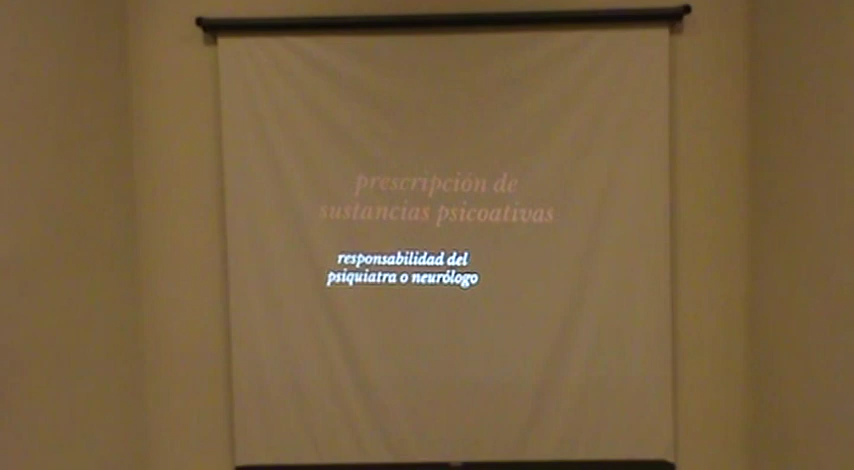 prescripción de
sustancias psicoativas
responsabilidad del
psiquiatra o neurólogo